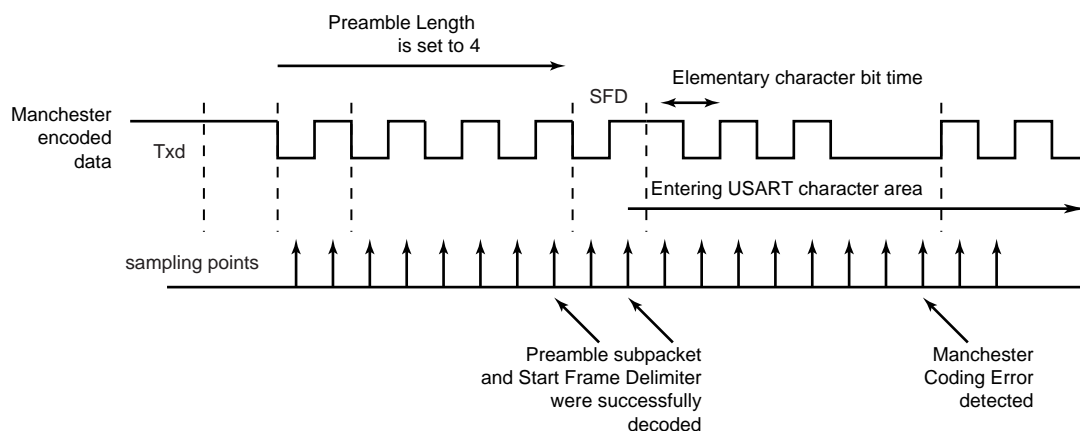 Preamble Length
is set to 4
Elementary character bit time
SFD
Manchester
encoded
data
Txd
Entering USART character area
sampling points
Preamble subpacket
and Start Frame Delimiter
were successfully
decoded
Manchester
Coding Error
detected